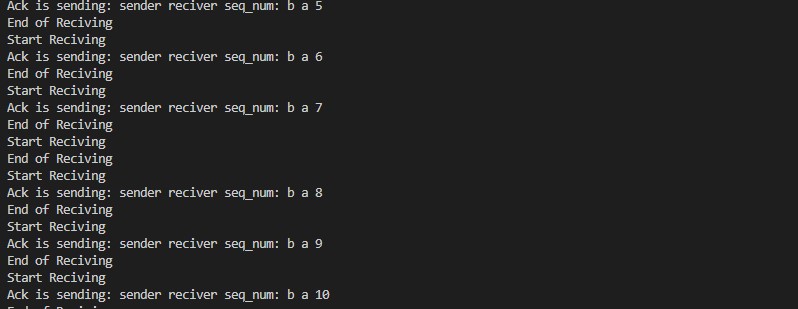 Ack is sending: sender reciver seq_num: b a 5
End of Reciving
Start Reciving
Ack is sending: sender reciver seq_num: b a 6
End of Reciving
Start Reciving
Ack is sending: sender reciver seq_num: b a 7
End of Reciving
Start Reciving
End of Reciving
Start Reciving
Ack is sending: sender reciver seq_num: b a 8
End of Reciving
Start Reciving
Ack is sending: sender reciver seq_num: b a 9
End of Reciving
Start Reciving
Ack is sending: sender reciver seq_num: b a 10